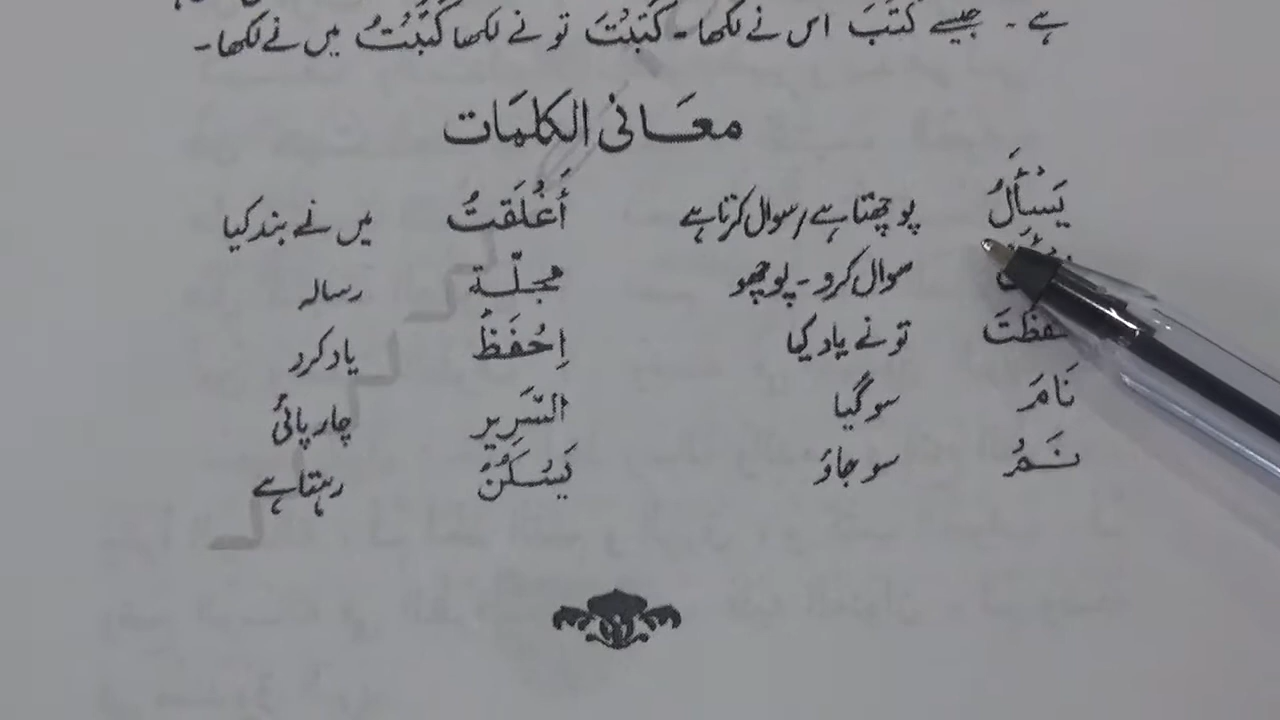 ہے ۔ جیسے کَتَبَ اس نے لکھا۔ کَتَبْتَ تو نے لکھا کَتَبْتُ میں نے لکھا۔
معانی الکلمات
یَسْأَلُ پوچھتا ہے/سوال کرتا ہے أَغْلَقْتُ میں نے بند کیا
سوال کرو ۔ پوچھو مجلّة رسالہ
تو نے یاد کیا اِحْفَظْ یاد کرد
نَامَ سو گیا السَّرِیر چارپائی
نَمْ سو جاؤ یَسْکُنُ رہتا ہے